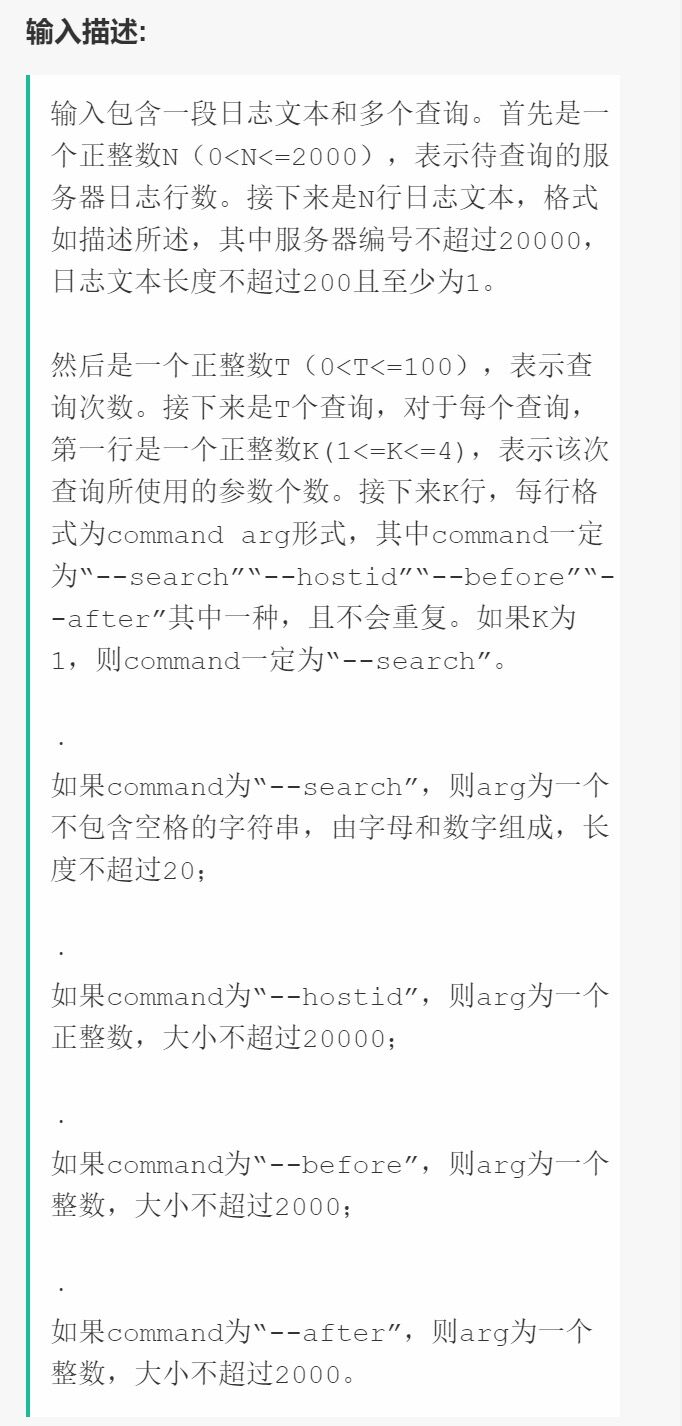 输入描述:
输入包含一段日志文本和多个查询。首先是一
个正整数N（0<N<=2000），表示待查询的服
务器日志行数。接下来是N行日志文本，格式
如描述所述，其中服务器编号不超过20000，
日志文本长度不超过200且至少为1。
然后是一个正整数T（0<T<=100），表示查
询次数。接下来是T个查询，对于每个查询，
第一行是一个正整数K(1<=K<=4)，表示该次
查询所使用的参数个数。接下来K行，每行格
式为command arg形式，其中command一定
为“--search”“--hostid”“--before”“-
-after”其中一种，且不会重复。如果K为
1，则command一定为“--search”。
.
如果command为“--search”，则arg为一个
不包含空格的字符串，由字母和数字组成，长
度不超过20；
.
如果command为“--hostid”，则arg为一个
正整数，大小不超过20000；
.
如果command为“--before”，则arg为一个
整数，大小不超过2000；
.
如果command为“--after”，则arg为一个
整数，大小不超过2000。